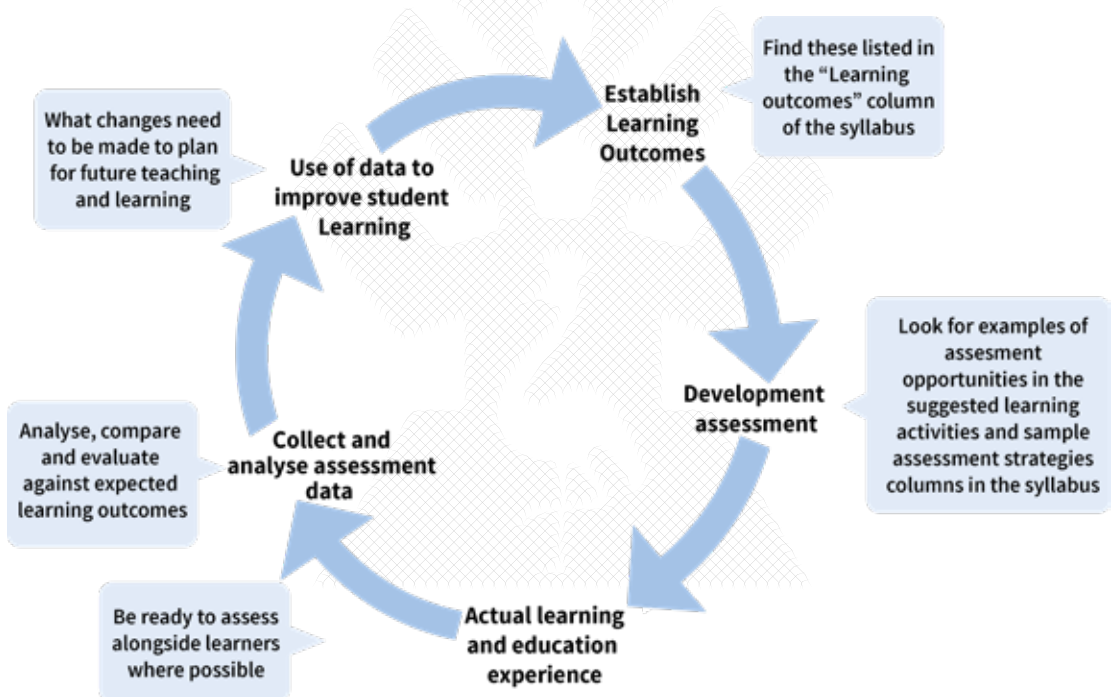 Establish
Learning
Outcomes
Find these listed in
the “Learning
outcomes” column
of the syllabus
Development
assessment
Look for examples of
assesment
opportunities in the
suggested learning
activities and sample
assessment strategies
columns in the syllabus
Actual learning
and education
experience
Be ready to assess
alongside learners
where possible
Collect and
analyse assessment
data
Analyse, compare
and evaluate
against expected
learning outcomes
Use of data to
improve student
Learning
What changes need
to be made to plan
for future teaching
and learning